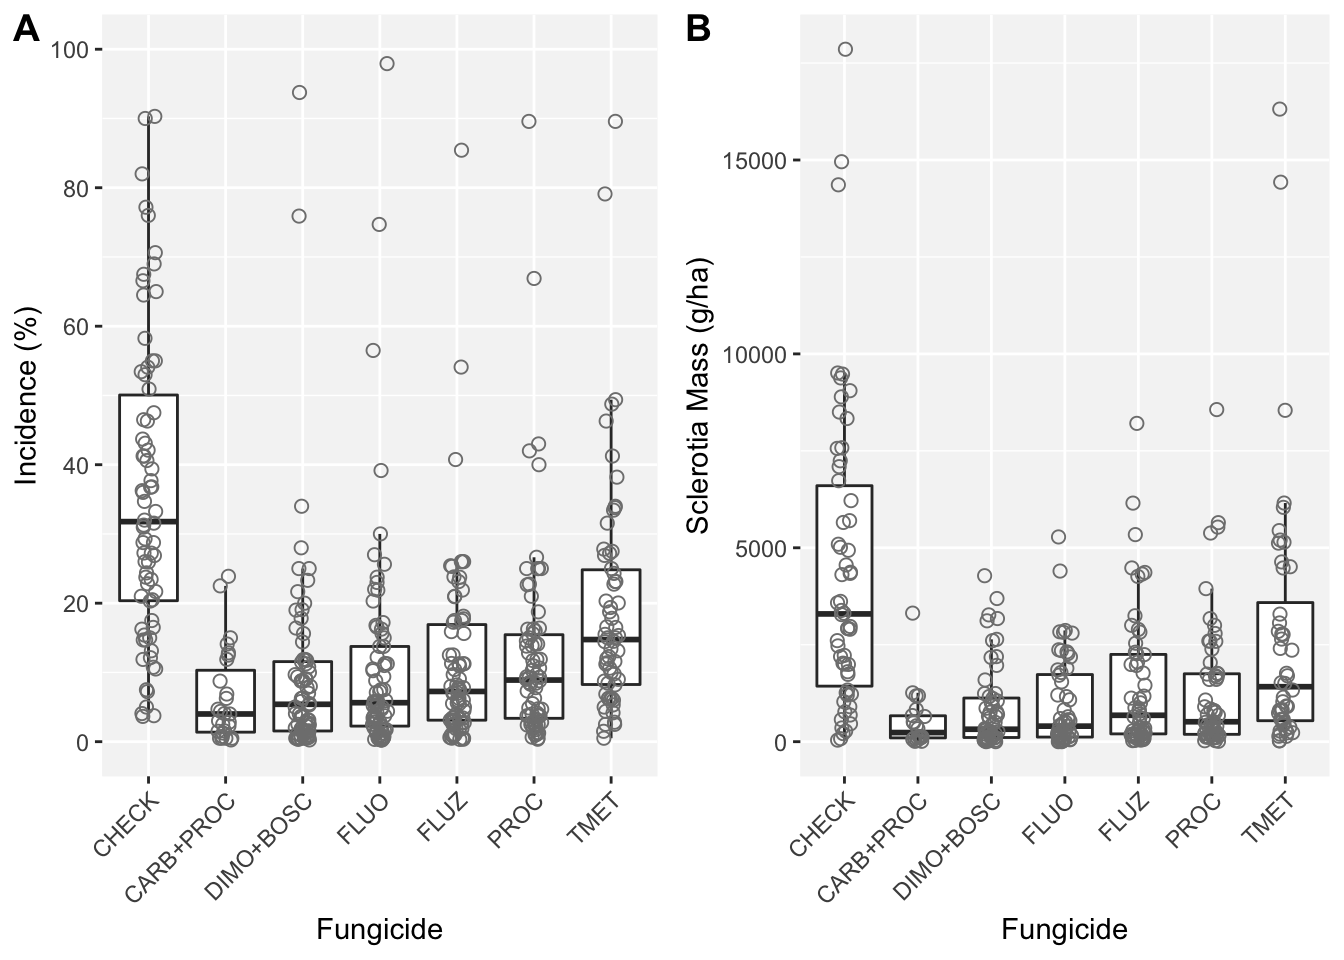 A
Incidence (%)
100
80
60
40
20
0
CHECK
CARB+PROC
DIMO+BOSC
FLUO
FLUZ
PROC
TMET
Fungicide
B
Sclerotia Mass (g/ha)
15000
10000
5000
0
CHECK
CARB+PROC
DIMO+BOSC
FLUO
FLUZ
PROC
TMET
Fungicide